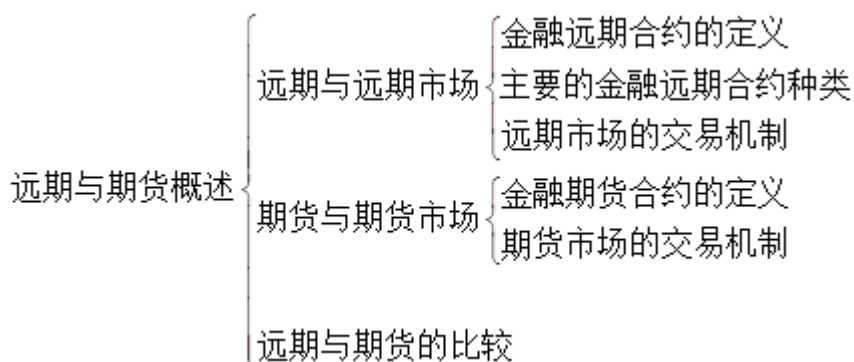 远期与期货概述
远期与远期市场
金融远期合约的定义
主要的金融远期合约种类
远期市场的交易机制
期货与期货市场
金融期货合约的定义
期货市场的交易机制
远期与期货的比较